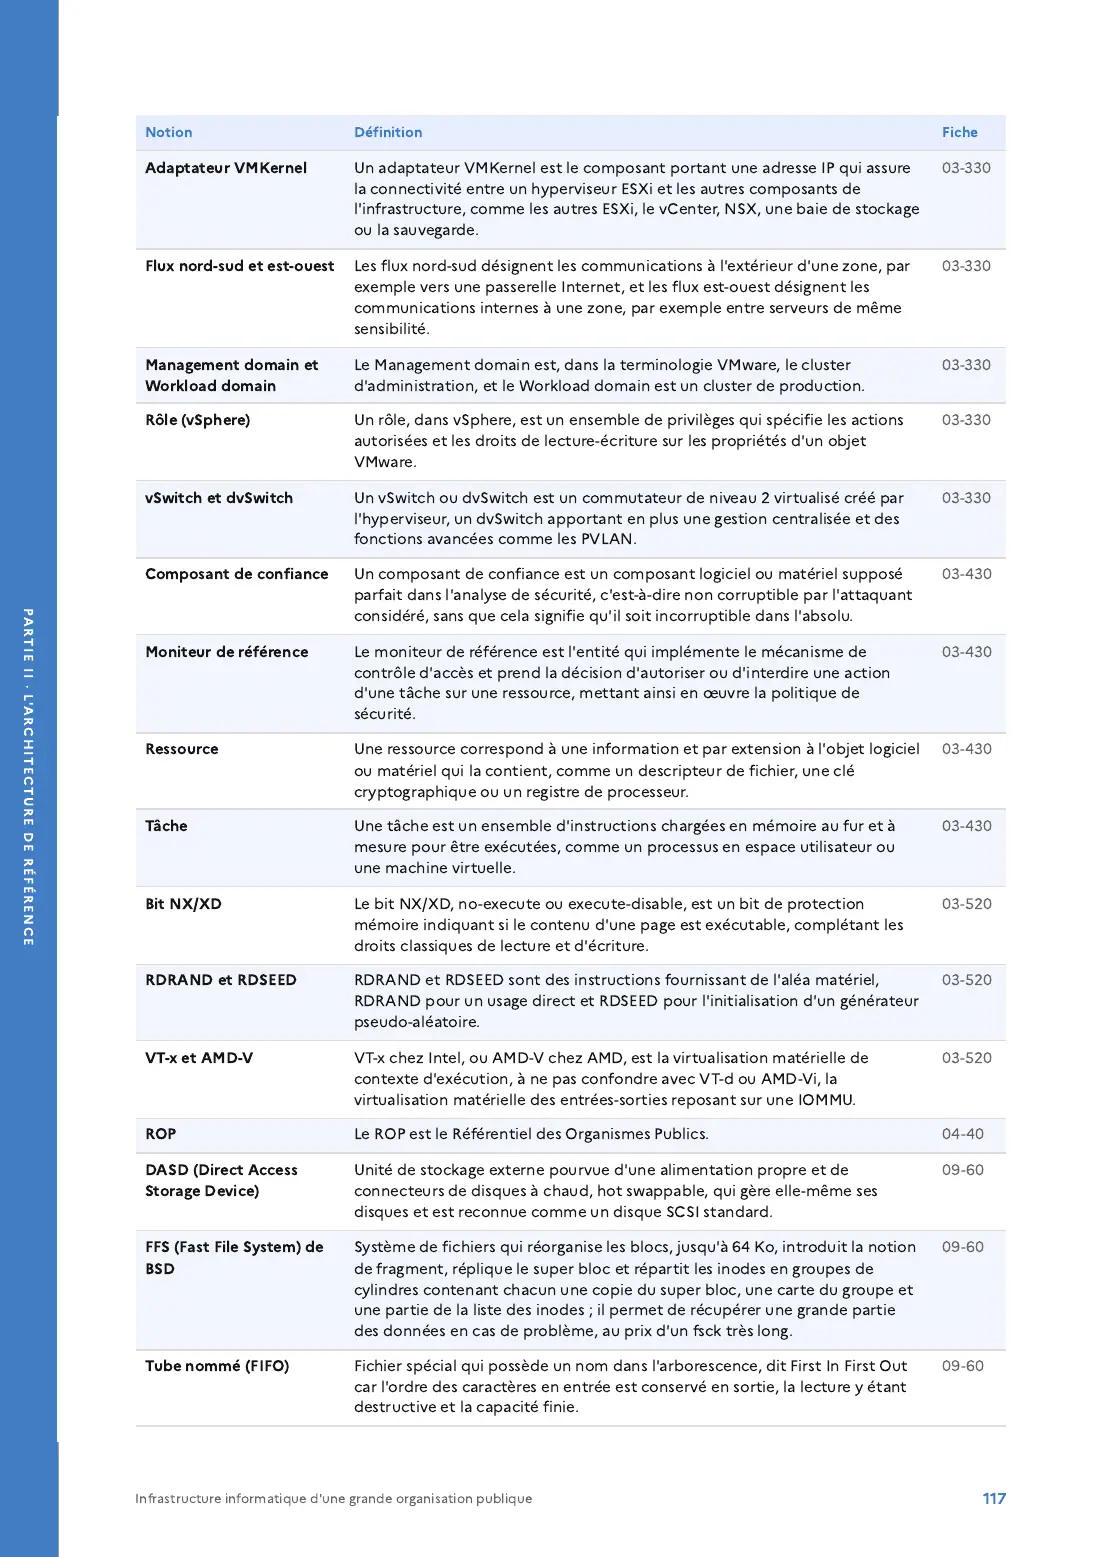 Notion Définition Fiche
Adaptateur VMKernel Un adaptateur VMKernel est le composant portant une adresse IP qui assure 03-330
la connectivité entre un hyperviseur ESXi et les autres composants de
l'infrastructure, comme les autres ESXi, le vCenter, NSX, une baie de stockage
ou la sauvegarde.
Flux nord-sud et est-ouest Les flux nord-sud désignent les communications à l'extérieur d'une zone, par 03-330
exemple vers une passerelle Internet, et les flux est-ouest désignent les
communications internes à une zone, par exemple entre serveurs de même
sensibilité.
Management domain et Le Management domain est, dans la terminologie VMware, le cluster 03-330
Workload domain d'administration, et le Workload domain est un cluster de production.
Rôle (vSphere) Un rôle, dans vSphere, est un ensemble de privilèges qui spécifie les actions 03-330
autorisées et les droits de lecture-écriture sur les propriétés d'un objet
VMware.
vSwitch et dvSwitch Un vSwitch ou dvSwitch est un commutateur de niveau 2 virtualisé créé par 03-330
l'hyperviseur, un dvSwitch apportant en plus une gestion centralisée et des
fonctions avancées comme les PVLAN.
Composant de confiance Un composant de confiance est un composant logiciel ou matériel supposé 03-430
parfait dans l'analyse de sécurité, c'est-à-dire non corruptible par l'attaquant
considéré, sans que cela signifie qu'il soit incorruptible dans l'absolu.
Moniteur de référence Le moniteur de référence est l'entité qui implémente le mécanisme de 03-430
contrôle d'accès et prend la décision d'autoriser ou d'interdire une action
d'une tâche sur une ressource, mettant ainsi en œuvre la politique de
sécurité.
Ressource Une ressource correspond à une information et par extension à l'objet logiciel 03-430
ou matériel qui la contient, comme un descripteur de fichier, une clé
cryptographique ou un registre de processeur.
Tâche Une tâche est un ensemble d'instructions chargées en mémoire au fur et à 03-430
mesure pour être exécutées, comme un processus en espace utilisateur ou
une machine virtuelle.
Bit NX/XD Le bit NX/XD, no-execute ou execute-disable, est un bit de protection 03-520
mémoire indiquant si le contenu d'une page est exécutable, complétant les
droits classiques de lecture et d'écriture.
RDRAND et RDSEED RDRAND et RDSEED sont des instructions fournissant de l'aléa matériel, 03-520
RDRAND pour un usage direct et RDSEED pour l'initialisation d'un générateur
pseudo-aléatoire.
VT-x et AMD-V VT-x chez Intel, ou AMD-V chez AMD, est la virtualisation matérielle de 03-520
contexte d'exécution, à ne pas confondre avec VT-d ou AMD-Vi, la
virtualisation matérielle des entrées-sorties reposant sur une IOMMU.
ROP Le ROP est le Référentiel des Organismes Publics. 04-40
DASD (Direct Access Unité de stockage externe pourvue d'une alimentation propre et de 09-60
Storage Device) connecteurs de disques à chaud, hot swappable, qui gère elle-même ses
disques et est reconnue comme un disque SCSI standard.
FFS (Fast File System) de Système de fichiers qui réorganise les blocs, jusqu'à 64 Ko, introduit la notion 09-60
BSD de fragment, réplique le super bloc et répartit les inodes en groupes de
cylindres contenant chacun une copie du super bloc, une carte du groupe et
une partie de la liste des inodes ; il permet de récupérer une grande partie
des données en cas de problème, au prix d'un fsck très long.
Tube nommé (FIFO) Fichier spécial qui possède un nom dans l'arborescence, dit First In First Out 09-60
car l'ordre des caractères en entrée est conservé en sortie, la lecture y étant
destructive et la capacité finie.
PARTIE II · L'ARCHITECTURE DE RÉFÉRENCE
Infrastructure informatique d'une grande organisation publique 117